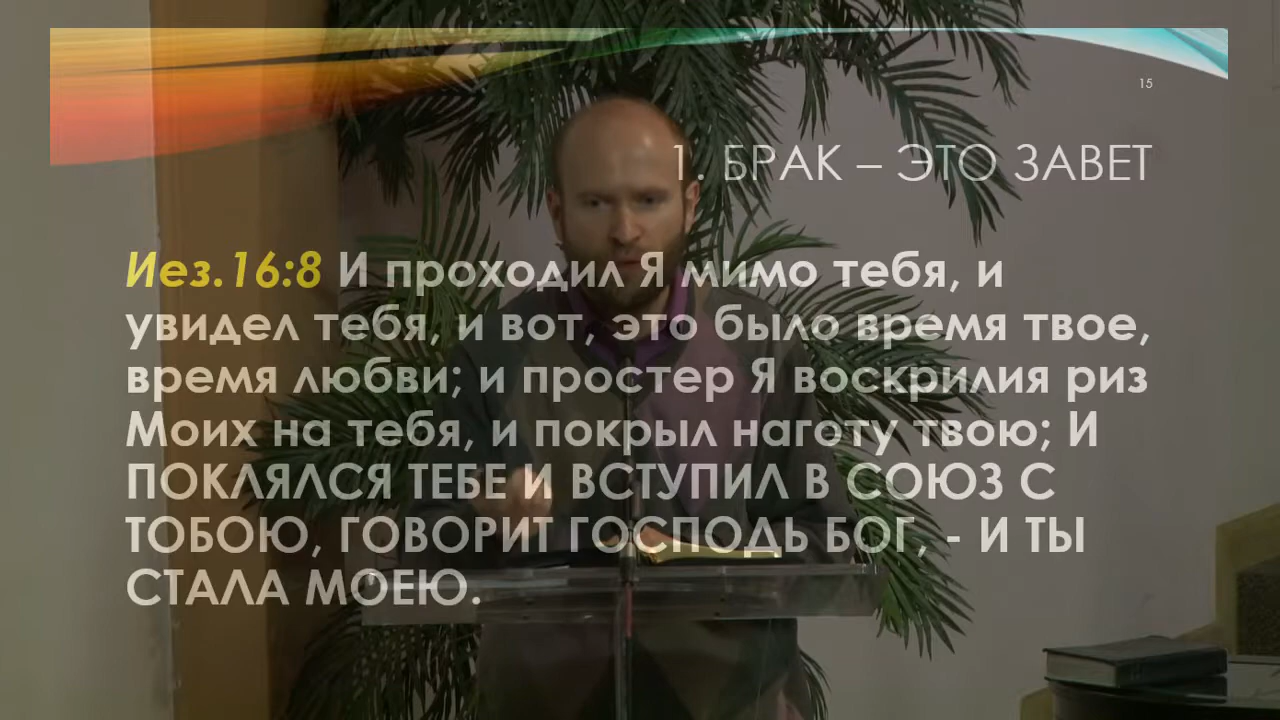 15
1. БРАК – ЭТО ЗАВЕТ
Иез.16:8 И проходил Я мимо тебя, и
увидел тебя, и вот, это было время твое,
время любви; и простер Я воскрилия риз
Моих на тебя, и покрыл наготу твою; И
ПОКЛЯЛСЯ ТЕБЕ И ВСТУПИЛ В СОЮЗ С
ТОБОЮ, ГОВОРИТ ГОСПОДЬ БОГ, - И ТЫ
СТАЛА МОЕЮ.